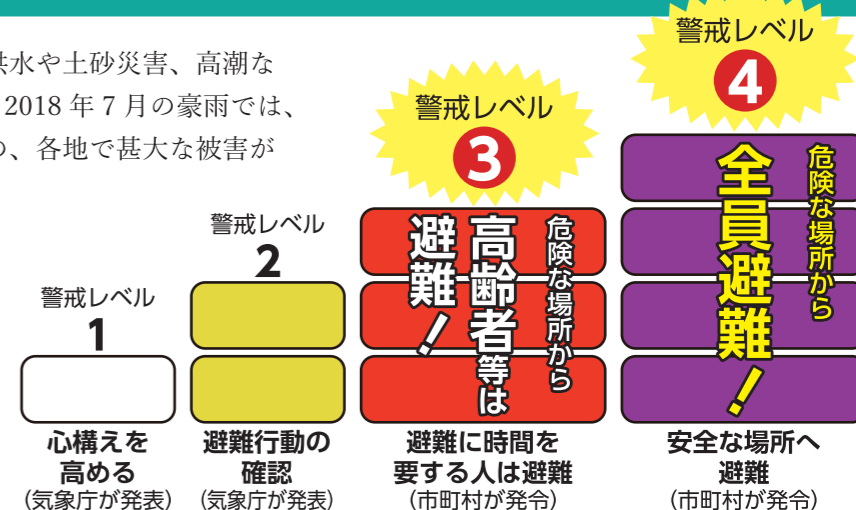 洪水や土砂災害、高潮な
2018年7月の豪雨では、
の、各地で甚大な被害が
警戒レベル
1
心構えを
高める
(気象庁が発表)
警戒レベル
2
避難行動の
確認
(気象庁が発表)
警戒レベル
3
危険な場所から
高齢者等は
避難!
避難に時間を
要する人は避難
(市町村が発令)
警戒レベル
4
危険な場所から
全員避難!
安全な場所へ
避難
(市町村が発令)